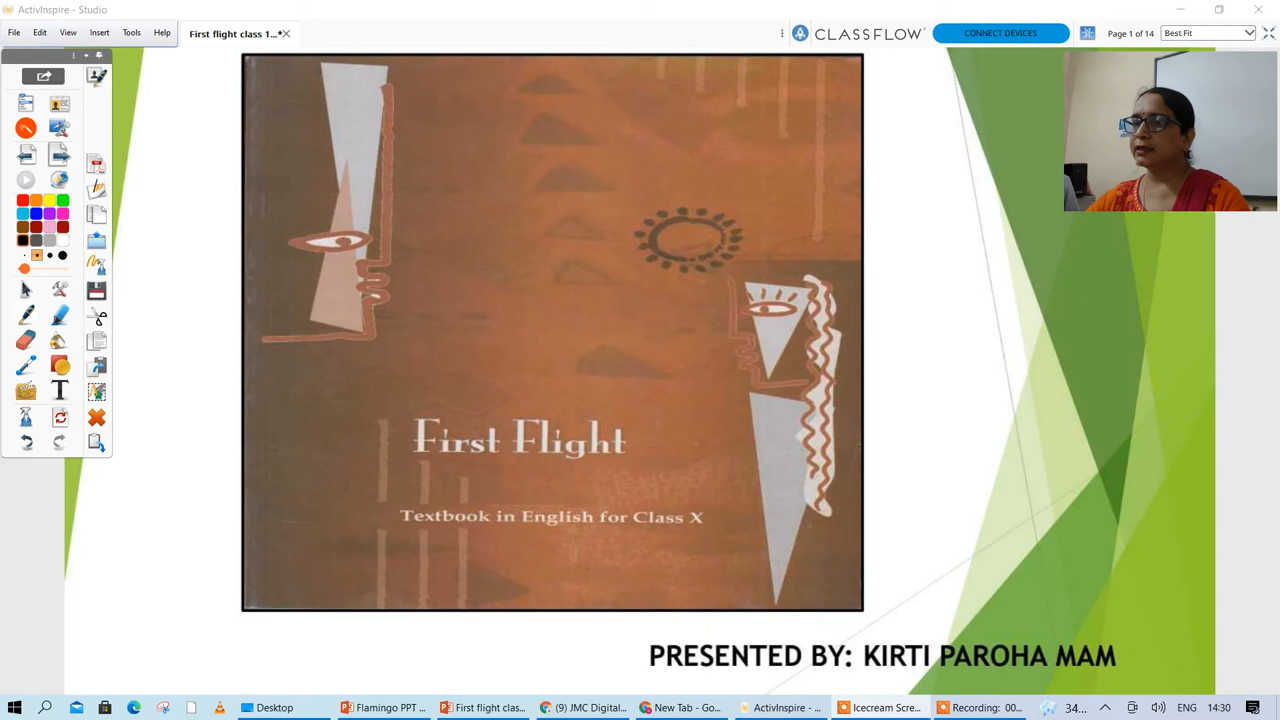 ActivInspire - Studio
File Edit View Insert Tools Help
First flight class 1...*
CLASSFLOW
CONNECT DEVICES
Page 1 of 14
Best Fit
First Flight
Textbook in English for Class X
PRESENTED BY: KIRTI PAROHA MAM
Desktop
Flamingo PPT ...
First flight clas...
(9) JMC Digital...
New Tab - Go...
ActivInspire - ...
Icecream Scre...
Recording: 00...
34...
ENG
14:30